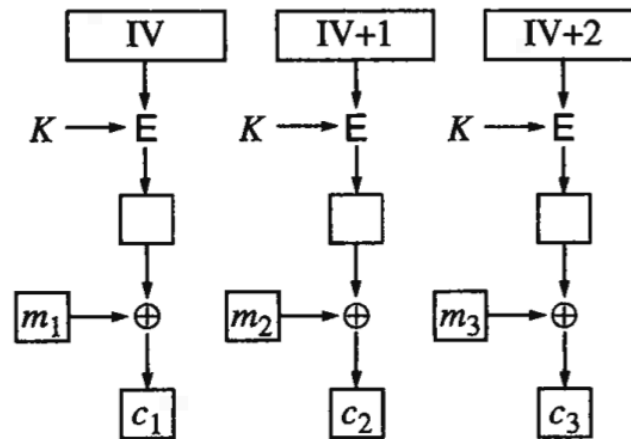 IV IV+1 IV+2
K E K E K E
m1 ⊕ m2 ⊕ m3 ⊕
c1 c2 c3